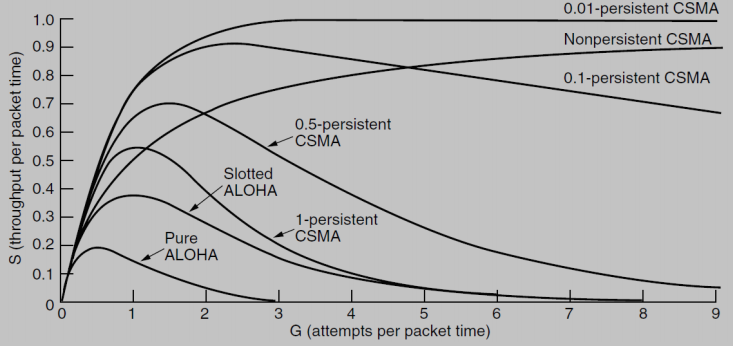 0.01-persistent CSMA
Nonpersistent CSMA
0.1-persistent CSMA
0.5-persistent
CSMA
Slotted
ALOHA
1-persistent
CSMA
Pure
ALOHA
S (throughput per packet time)
1.0
0.9
0.8
0.7
0.6
0.5
0.4
0.3
0.2
0.1
0
0 1 2 3 4 5 6 7 8 9
G (attempts per packet time)